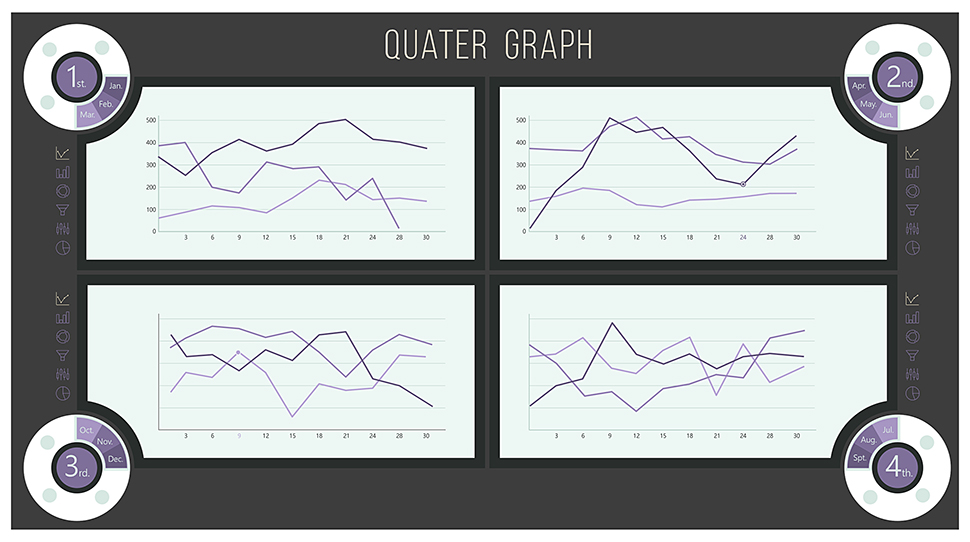 QUATER GRAPH
1st.
Jan.
Feb.
Mar.
2nd.
Apr.
May.
Jun.
500
400
300
200
100
0
3 6 9 12 15 18 21 24 28 30
500
400
300
200
100
0
3 6 9 12 15 18 21 24 28 30
3 6 9 12 15 18 21 24 28 30
3 6 9 12 15 18 21 24 28 30
3rd.
Oct.
Nov.
Dec.
4th.
Jul.
Aug.
Spt.